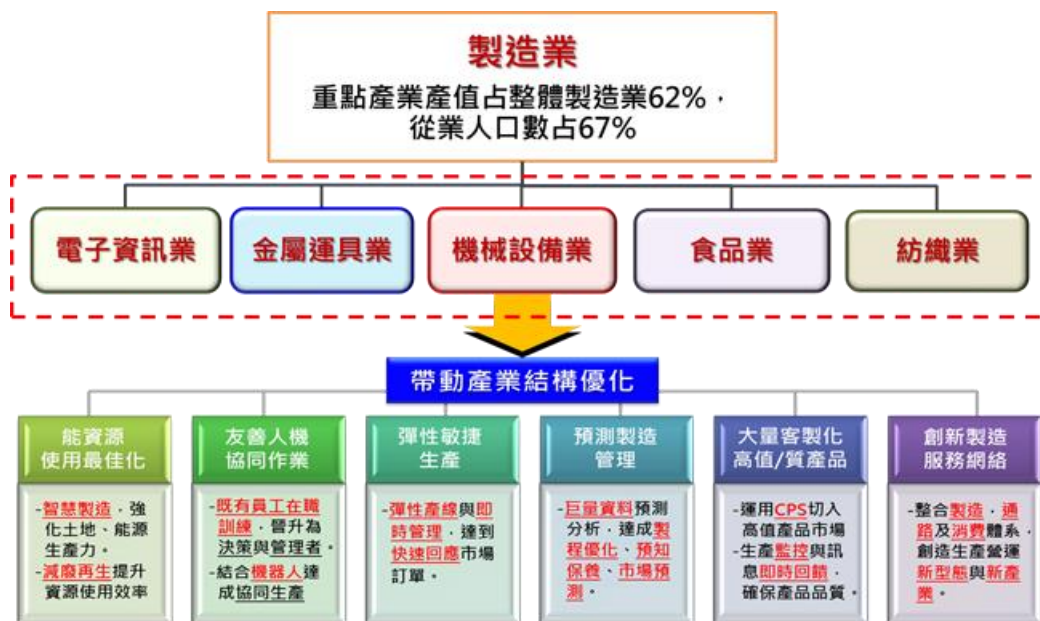 製造業
重點產業產值占整體製造業62%，
從業人口數占67%
電子資訊業
金屬運具業
機械設備業
食品業
紡織業
帶動產業結構優化
能資源
使用最佳化
-智慧製造，強
化土地、能源
生產力。
-減廢再生提升
資源使用效率
友善人機
協同作業
-既有員工在職
訓練，晉升為
決策與管理者。
-結合機器人達
成協同生產
彈性敏捷
生產
-彈性產線與即
時管理，達到
快速回應市場
訂單。
預測製造
管理
-巨量資料預測
分析，達成製
程優化、預知
保養、市場預
測。
大量客製化
高值/質產品
-運用CPS切入
高值產品市場
-生產監控與訊
息即時回饋，
確保產品品質。
創新製造
服務網絡
-整合製造，通
路及消費體系，
創造生產營運
新型態與新產
業。